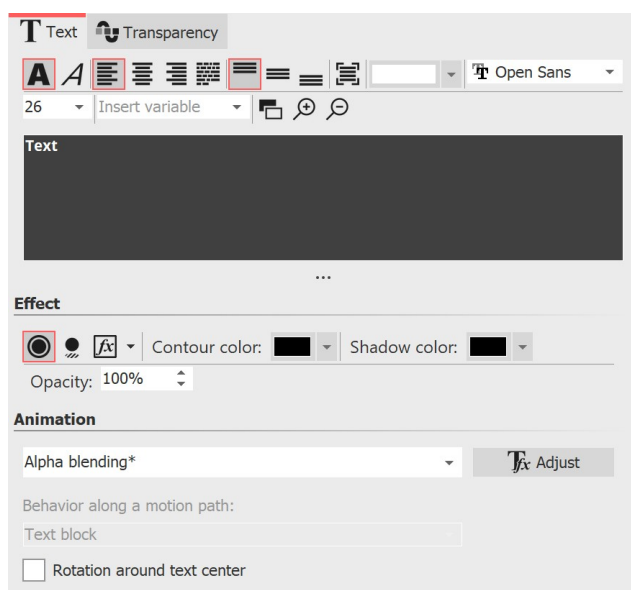 Text Transparency
Open Sans
26 Insert variable
Text
...
Effect
fx Contour color: Shadow color:
Opacity: 100%
Animation
Alpha blending* Adjust
Behavior along a motion path:
Text block
Rotation around text center